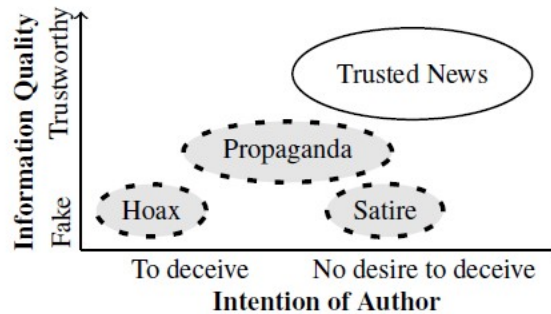 Information Quality
Trustworthy
Fake
Trusted News
Propaganda
Hoax
Satire
To deceive
No desire to deceive
Intention of Author